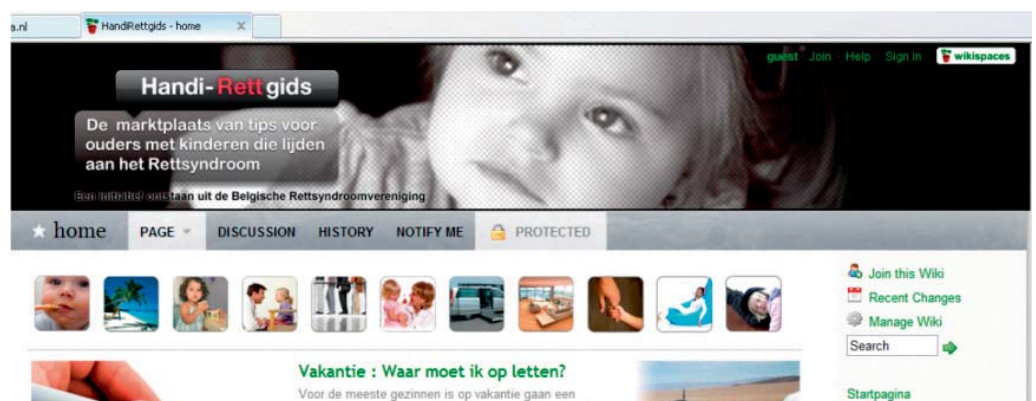 a.nl
HandiRettgids - home
X
guest · Join · Help · Sign In
wikispaces
Handi-Rettgids
De marktplaats van tips voor
ouders met kinderen die lijden
aan het Rettsyndroom
Een initiatief ontstaan uit de Belgische Rettsyndroomvereniging
home
PAGE
DISCUSSION
HISTORY
NOTIFY ME
PROTECTED
Join this Wiki
Recent Changes
Manage Wiki
Search
Vakantie : Waar moet ik op letten?
Voor de meeste gezinnen is op vakantie gaan een
Startpagina